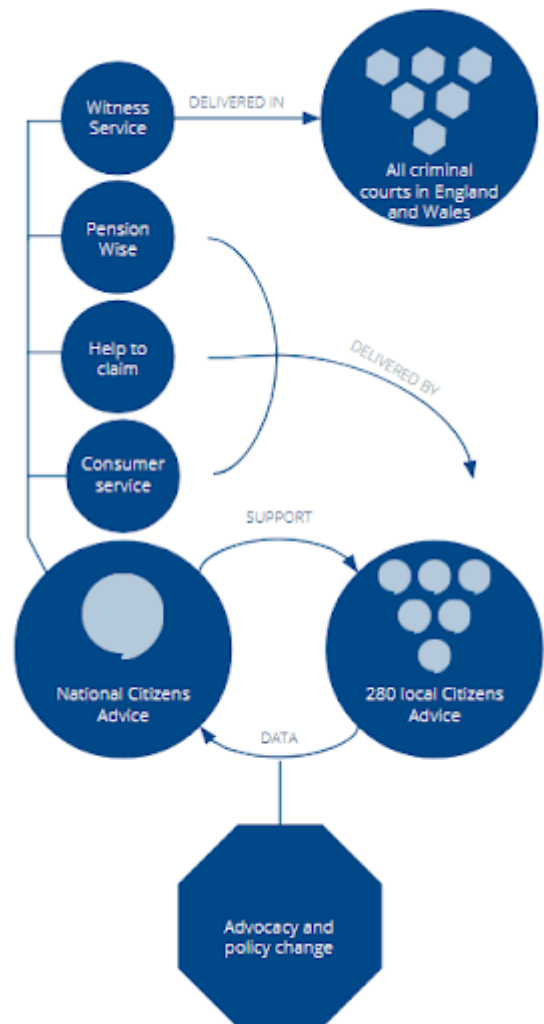 Witness
Service
DELIVERED IN
All criminal
courts in England
and Wales
Pension
Wise
Help to
claim
DELIVERED BY
Consumer
service
SUPPORT
National Citizens
Advice
280 local Citizens
Advice
DATA
Advocacy and
policy change